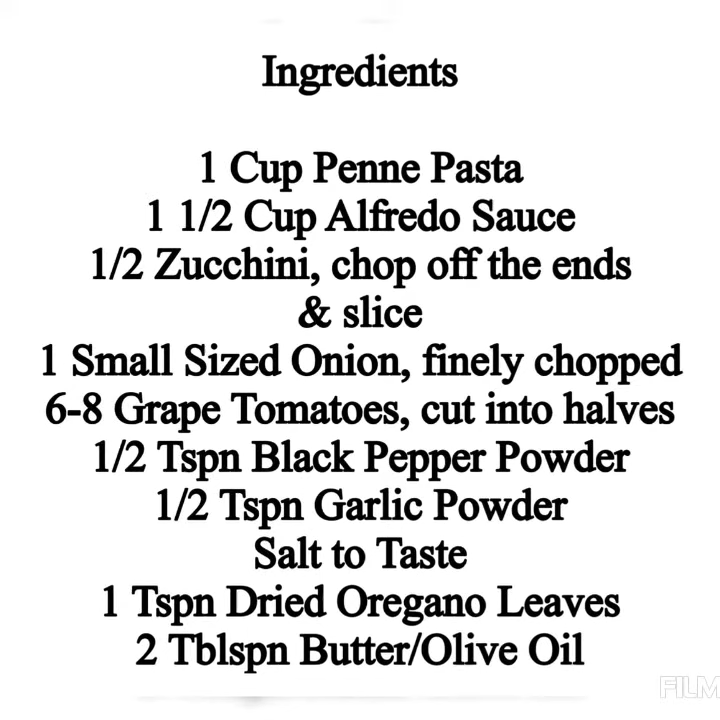 Ingredients
1 Cup Penne Pasta
1 1/2 Cup Alfredo Sauce
1/2 Zucchini, chop off the ends
& slice
1 Small Sized Onion, finely chopped
6-8 Grape Tomatoes, cut into halves
1/2 Tspn Black Pepper Powder
1/2 Tspn Garlic Powder
Salt to Taste
1 Tspn Dried Oregano Leaves
2 Tblspn Butter/Olive Oil
FILM